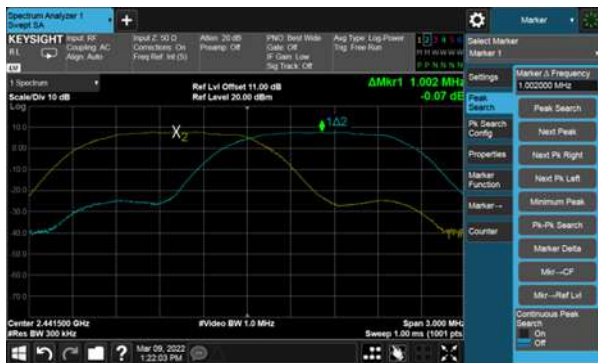 Spectrum Analyzer 1
Swept SA
+
Marker
KEYSIGHT
RL
Input: RF
Coupling: AC
Align: Auto
Input Z: 50 Ω
Corrections: On
Freq Ref: Int (S)
Atten: 20 dB
Preamp: Off
PNO: Best Wide
Gate: Off
IF Gain: Low
Sig Track: Off
Avg Type: Log-Power
Trig: Free Run
1 2 3 4 5 6
Select Marker
Marker 1
1 Spectrum
Scale/Div 10 dB
Log
Ref Lvl Offset 11.00 dB
Ref Level 20.00 dBm
ΔMkr1 1.002 MHz
-0.07 dB
10.0
0.00
-10.0
-20.0
-30.0
-40.0
-50.0
-60.0
-70.0
X2
1Δ2
Center 2.441500 GHz
#Res BW 300 kHz
#Video BW 1.0 MHz
Span 3.000 MHz
Sweep 1.00 ms (1001 pts)
Settings
Peak Search
Pk Search Config
Properties
Marker Function
Marker→
Counter
Marker Δ Frequency
1.002000 MHz
Peak Search
Next Peak
Next Pk Right
Next Pk Left
Minimum Peak
Pk-Pk Search
Marker Delta
Mkr→CF
Mkr→Ref Lvl
Continuous Peak Search
On
Off
?
Mar 09, 2022
1:22:03 PM